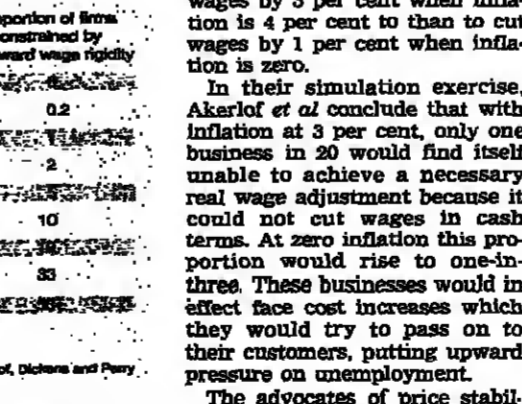 portion of firms
constrained by
ward wage rigidity
0.2
2
10
33
of, Dickens and Perry
wages by 3 per cent when infla-
tion is 4 per cent to than to cut
wages by 1 per cent when infla-
tion is zero.
In their simulation exercise,
Akerlof et al conclude that with
inflation at 3 per cent, only one
business in 20 would find itself
unable to achieve a necessary
real wage adjustment because it
could not cut wages in cash
terms. At zero inflation this pro-
portion would rise to one-in-
three. These businesses would in
effect face cost increases which
they would try to pass on to
their customers, putting upward
pressure on unemployment.
The advocates of price stabil-